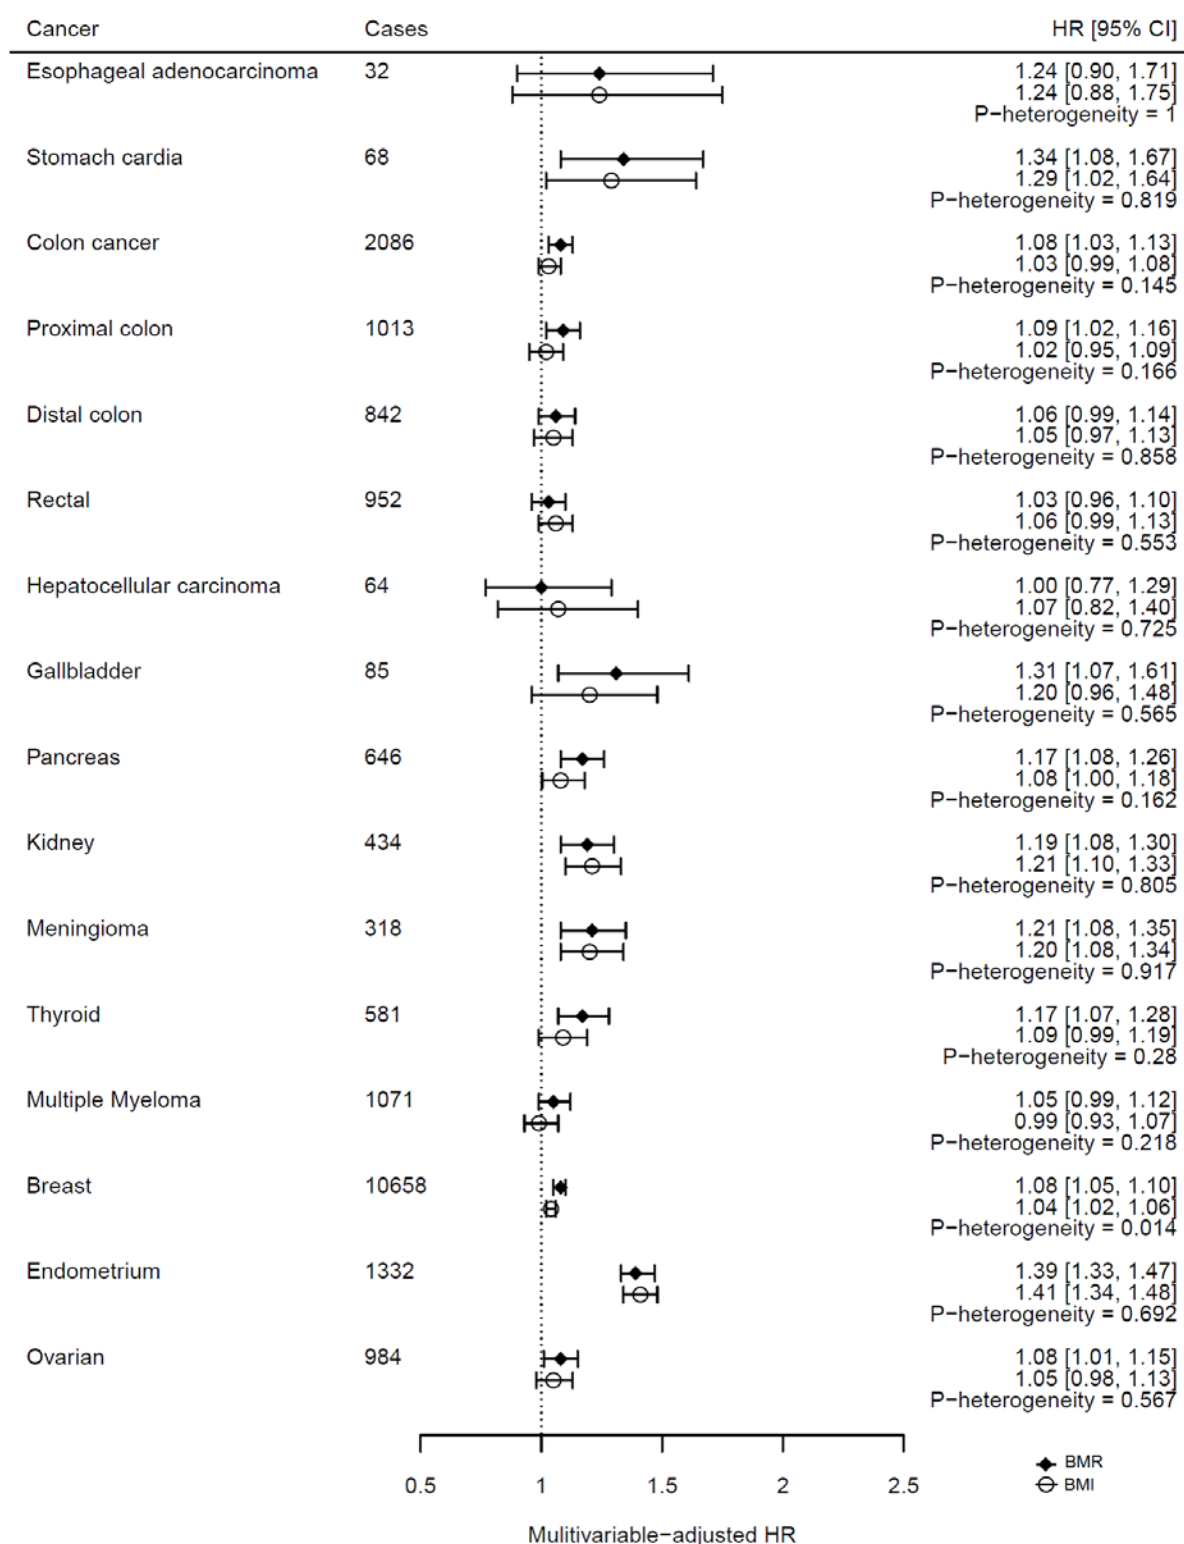 Cancer Cases HR [95% CI]
Esophageal adenocarcinoma 32 1.24 [0.90, 1.71]
1.24 [0.88, 1.75]
P−heterogeneity = 1
Stomach cardia 68 1.34 [1.08, 1.67]
1.29 [1.02, 1.64]
P−heterogeneity = 0.819
Colon cancer 2086 1.08 [1.03, 1.13]
1.03 [0.99, 1.08]
P−heterogeneity = 0.145
Proximal colon 1013 1.09 [1.02, 1.16]
1.02 [0.95, 1.09]
P−heterogeneity = 0.166
Distal colon 842 1.06 [0.99, 1.14]
1.05 [0.97, 1.13]
P−heterogeneity = 0.858
Rectal 952 1.03 [0.96, 1.10]
1.06 [0.99, 1.13]
P−heterogeneity = 0.553
Hepatocellular carcinoma 64 1.00 [0.77, 1.29]
1.07 [0.82, 1.40]
P−heterogeneity = 0.725
Gallbladder 85 1.31 [1.07, 1.61]
1.20 [0.96, 1.48]
P−heterogeneity = 0.565
Pancreas 646 1.17 [1.08, 1.26]
1.08 [1.00, 1.18]
P−heterogeneity = 0.162
Kidney 434 1.19 [1.08, 1.30]
1.21 [1.10, 1.33]
P−heterogeneity = 0.805
Meningioma 318 1.21 [1.08, 1.35]
1.20 [1.08, 1.34]
P−heterogeneity = 0.917
Thyroid 581 1.17 [1.07, 1.28]
1.09 [0.99, 1.19]
P−heterogeneity = 0.28
Multiple Myeloma 1071 1.05 [0.99, 1.12]
0.99 [0.93, 1.07]
P−heterogeneity = 0.218
Breast 10658 1.08 [1.05, 1.10]
1.04 [1.02, 1.06]
P−heterogeneity = 0.014
Endometrium 1332 1.39 [1.33, 1.47]
1.41 [1.34, 1.48]
P−heterogeneity = 0.692
Ovarian 984 1.08 [1.01, 1.15]
1.05 [0.98, 1.13]
P−heterogeneity = 0.567
BMR
BMI
0.5 1 1.5 2 2.5
Mulitivariable−adjusted HR